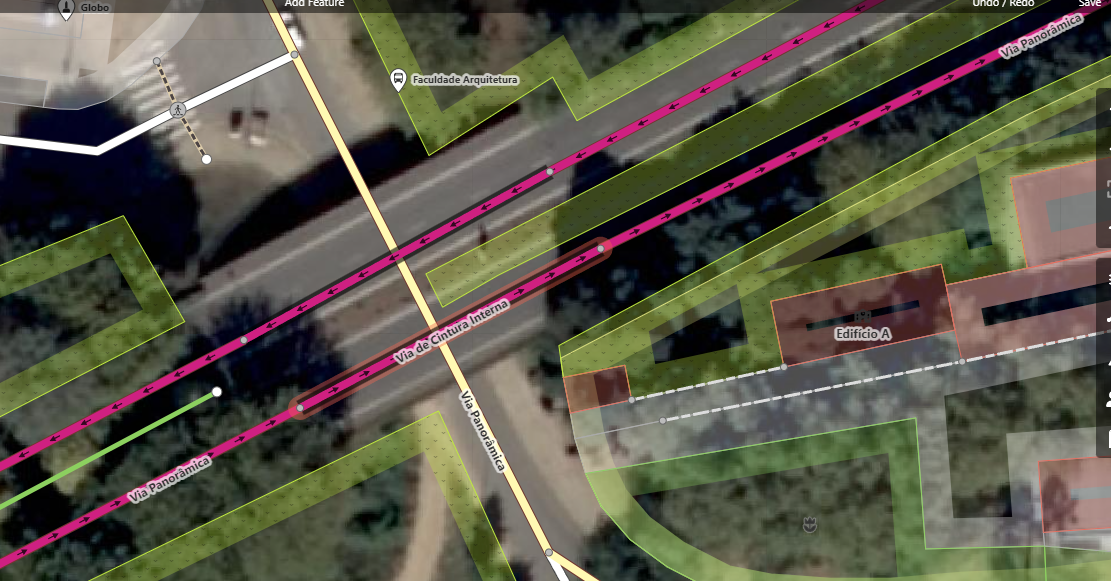 Globo
Add Feature
Undo / Redo
Save
Via Panorâmica
Faculdade Arquitetura
Via de Cintura Interna
Edifício A
Via Panorâmica
Via Panorâmica